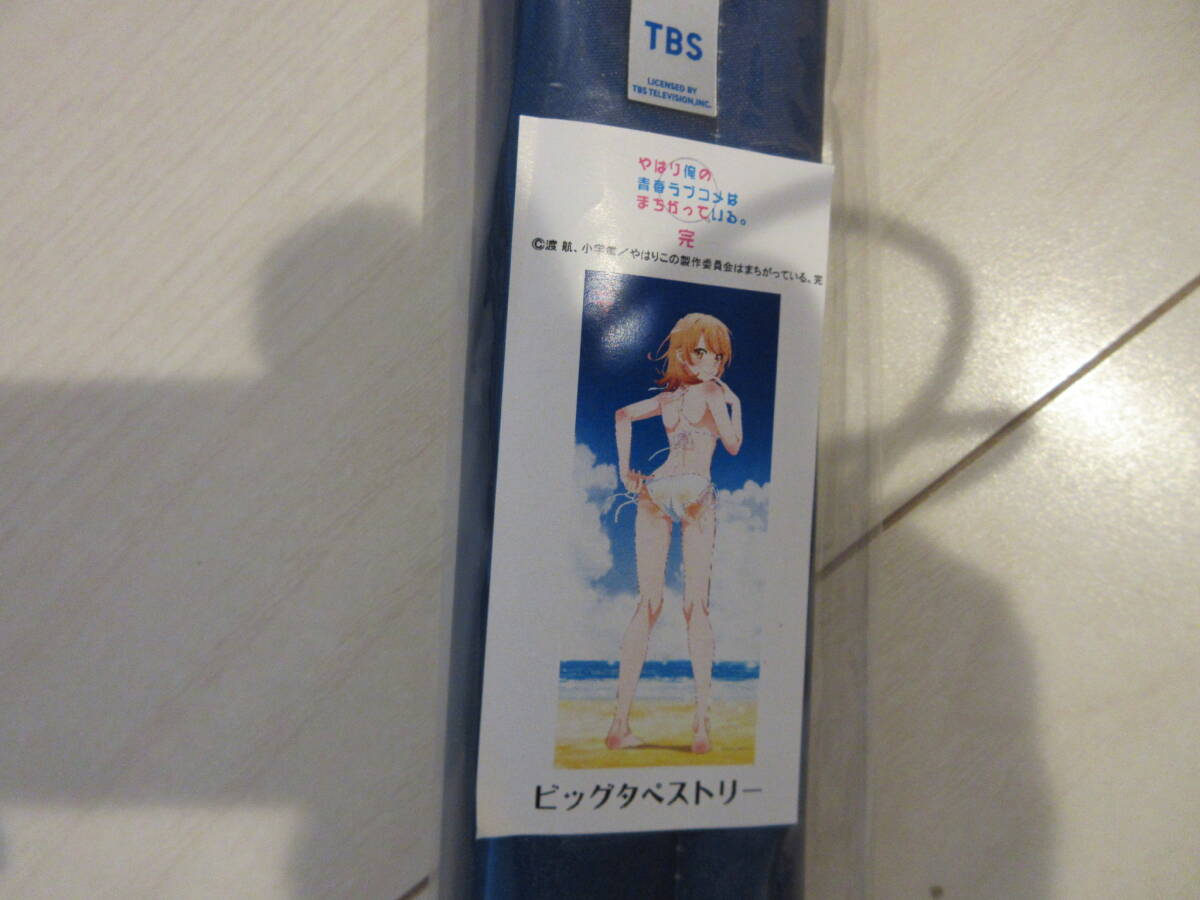 TBS
LICENSED BY
TBS TELEVISION,INC.
やはり俺の
青春ラブコメは
まちがっている。
完
©渡 航、小学館／やはりこの製作委員会はまちがっている。完
ビッグタペストリー